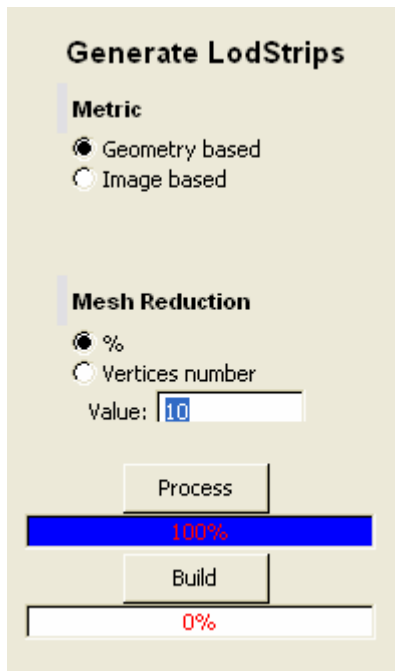 Generate LodStrips
Metric
Geometry based
Image based
Mesh Reduction
%
Vertices number
Value: 10
Process
100%
Build
0%